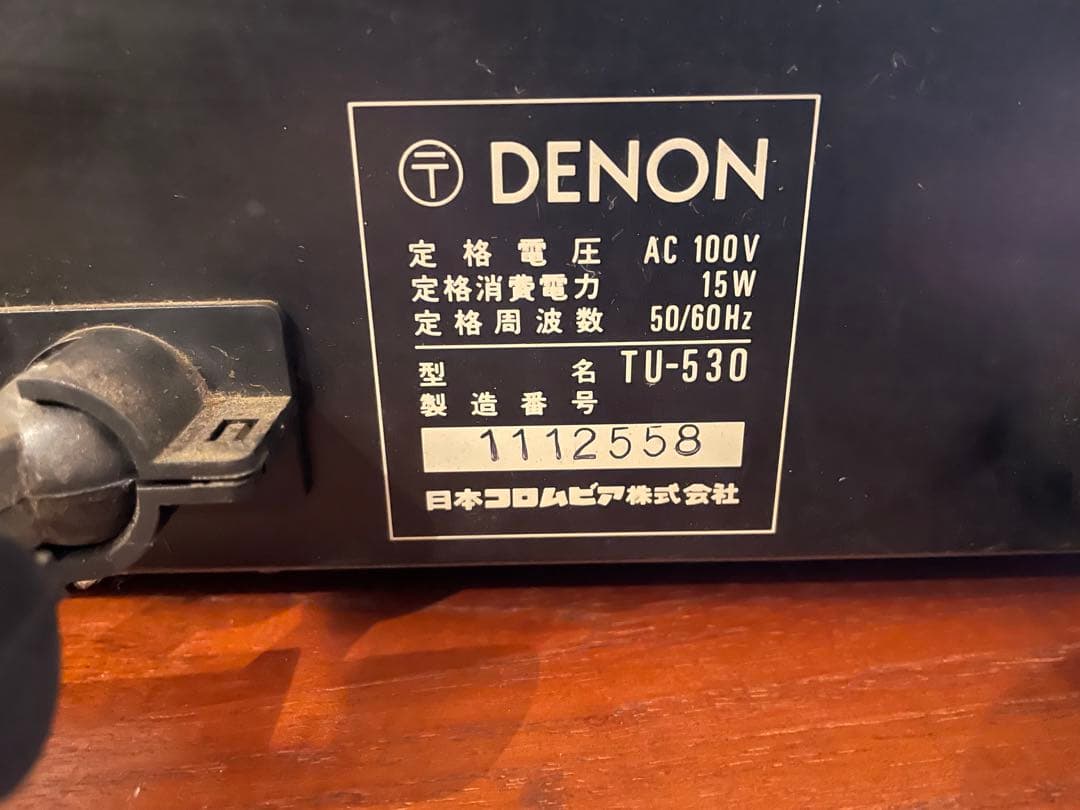 〒 DENON
定格電圧 AC 100V
定格消費電力 15W
定格周波数 50/60Hz
型名 TU-530
製造番号
1112558
日本コロムビア株式会社